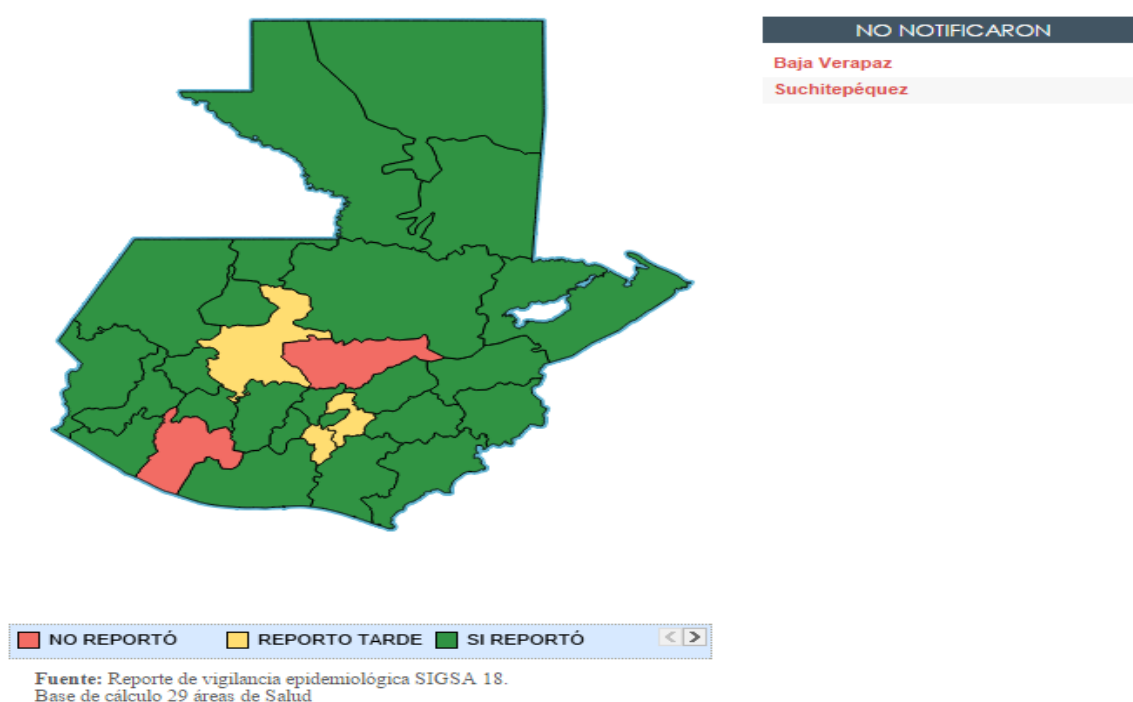 NO NOTIFICARON
Baja Verapaz
Suchitepéquez
NO REPORTÓ
REPORTO TARDE
SI REPORTÓ
Fuente: Reporte de vigilancia epidemiológica SIGSA 18.
Base de cálculo 29 áreas de Salud